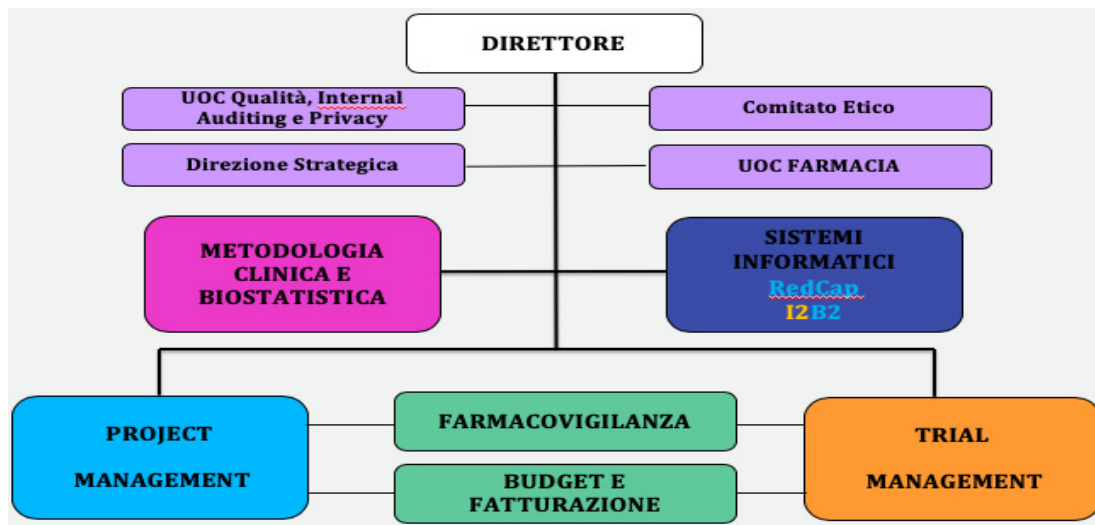 DIRETTORE
UOC Qualità, Internal
Auditing e Privacy
Comitato Etico
Direzione Strategica
UOC FARMACIA
METODOLOGIA
CLINICA E
BIOSTATISTICA
SISTEMI
INFORMATICI
RedCap
I2B2
PROJECT
MANAGEMENT
FARMACOVIGILANZA
BUDGET E
FATTURAZIONE
TRIAL
MANAGEMENT